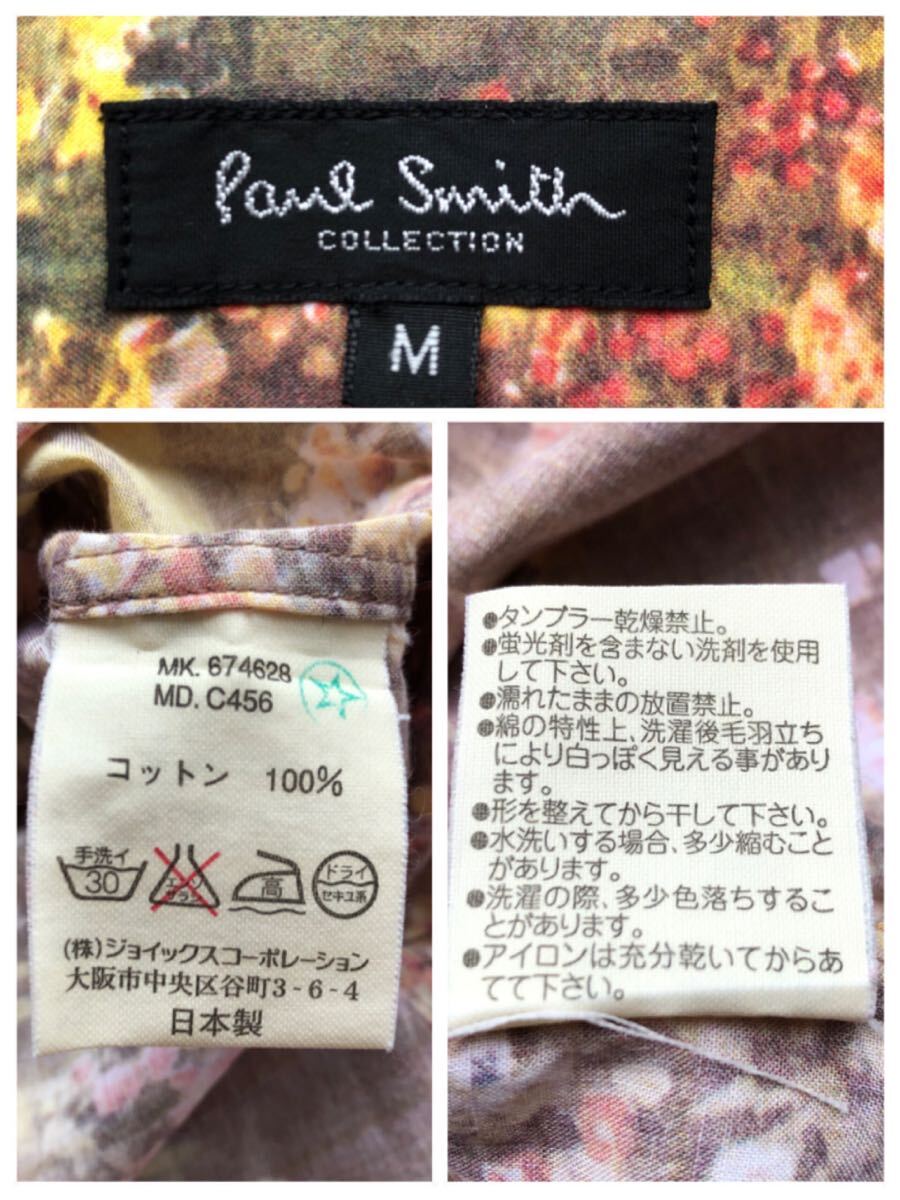 Paul Smith
COLLECTION
M
MK. 674628
MD. C456
コットン 100%
手洗イ
30
エンソ
サラシ
高
ドライ
セキユ系
(株)ジョイックスコーポレーション
大阪市中央区谷町3-6-4
日本製
●タンブラー乾燥禁止。
●蛍光剤を含まない洗剤を使用
して下さい。
●濡れたままの放置禁止。
●綿の特性上、洗濯後毛羽立ち
により白っぽく見える事があり
ます。
●形を整えてから干して下さい。
●水洗いする場合、多少縮むこと
があります。
●洗濯の際、多少色落ちするこ
とがあります。
●アイロンは充分乾いてからあ
てて下さい。